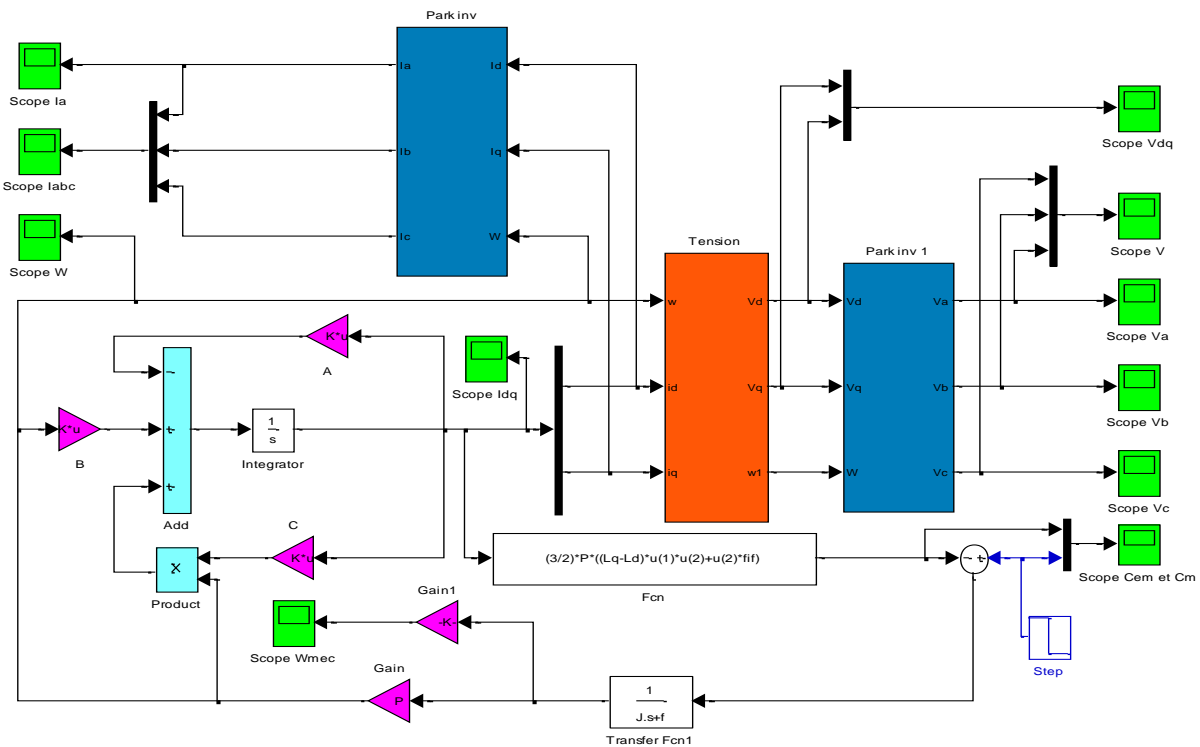 Park inv
Ia
Id
Scope Ia
Scope Vdq
Ib
Iq
Scope Iabc
Ic
W
Scope W
Scope V
Tension
Park inv 1
w
Vd
Vd
Va
Scope Va
K*u
A
Scope Idq
id
Vq
Vq
Vb
Scope Vb
K*u
B
1
s
Integrator
iq
w1
W
Vc
Scope Vc
Add
C
K*u
X
Product
(3/2)*P*((Lq-Ld)*u(1)*u(2)+u(2)*fif)
Fcn
Scope Cem et Cm
Gain1
-K-
Scope Wmec
Step
Gain
P
1
J.s+f
Transfer Fcn1